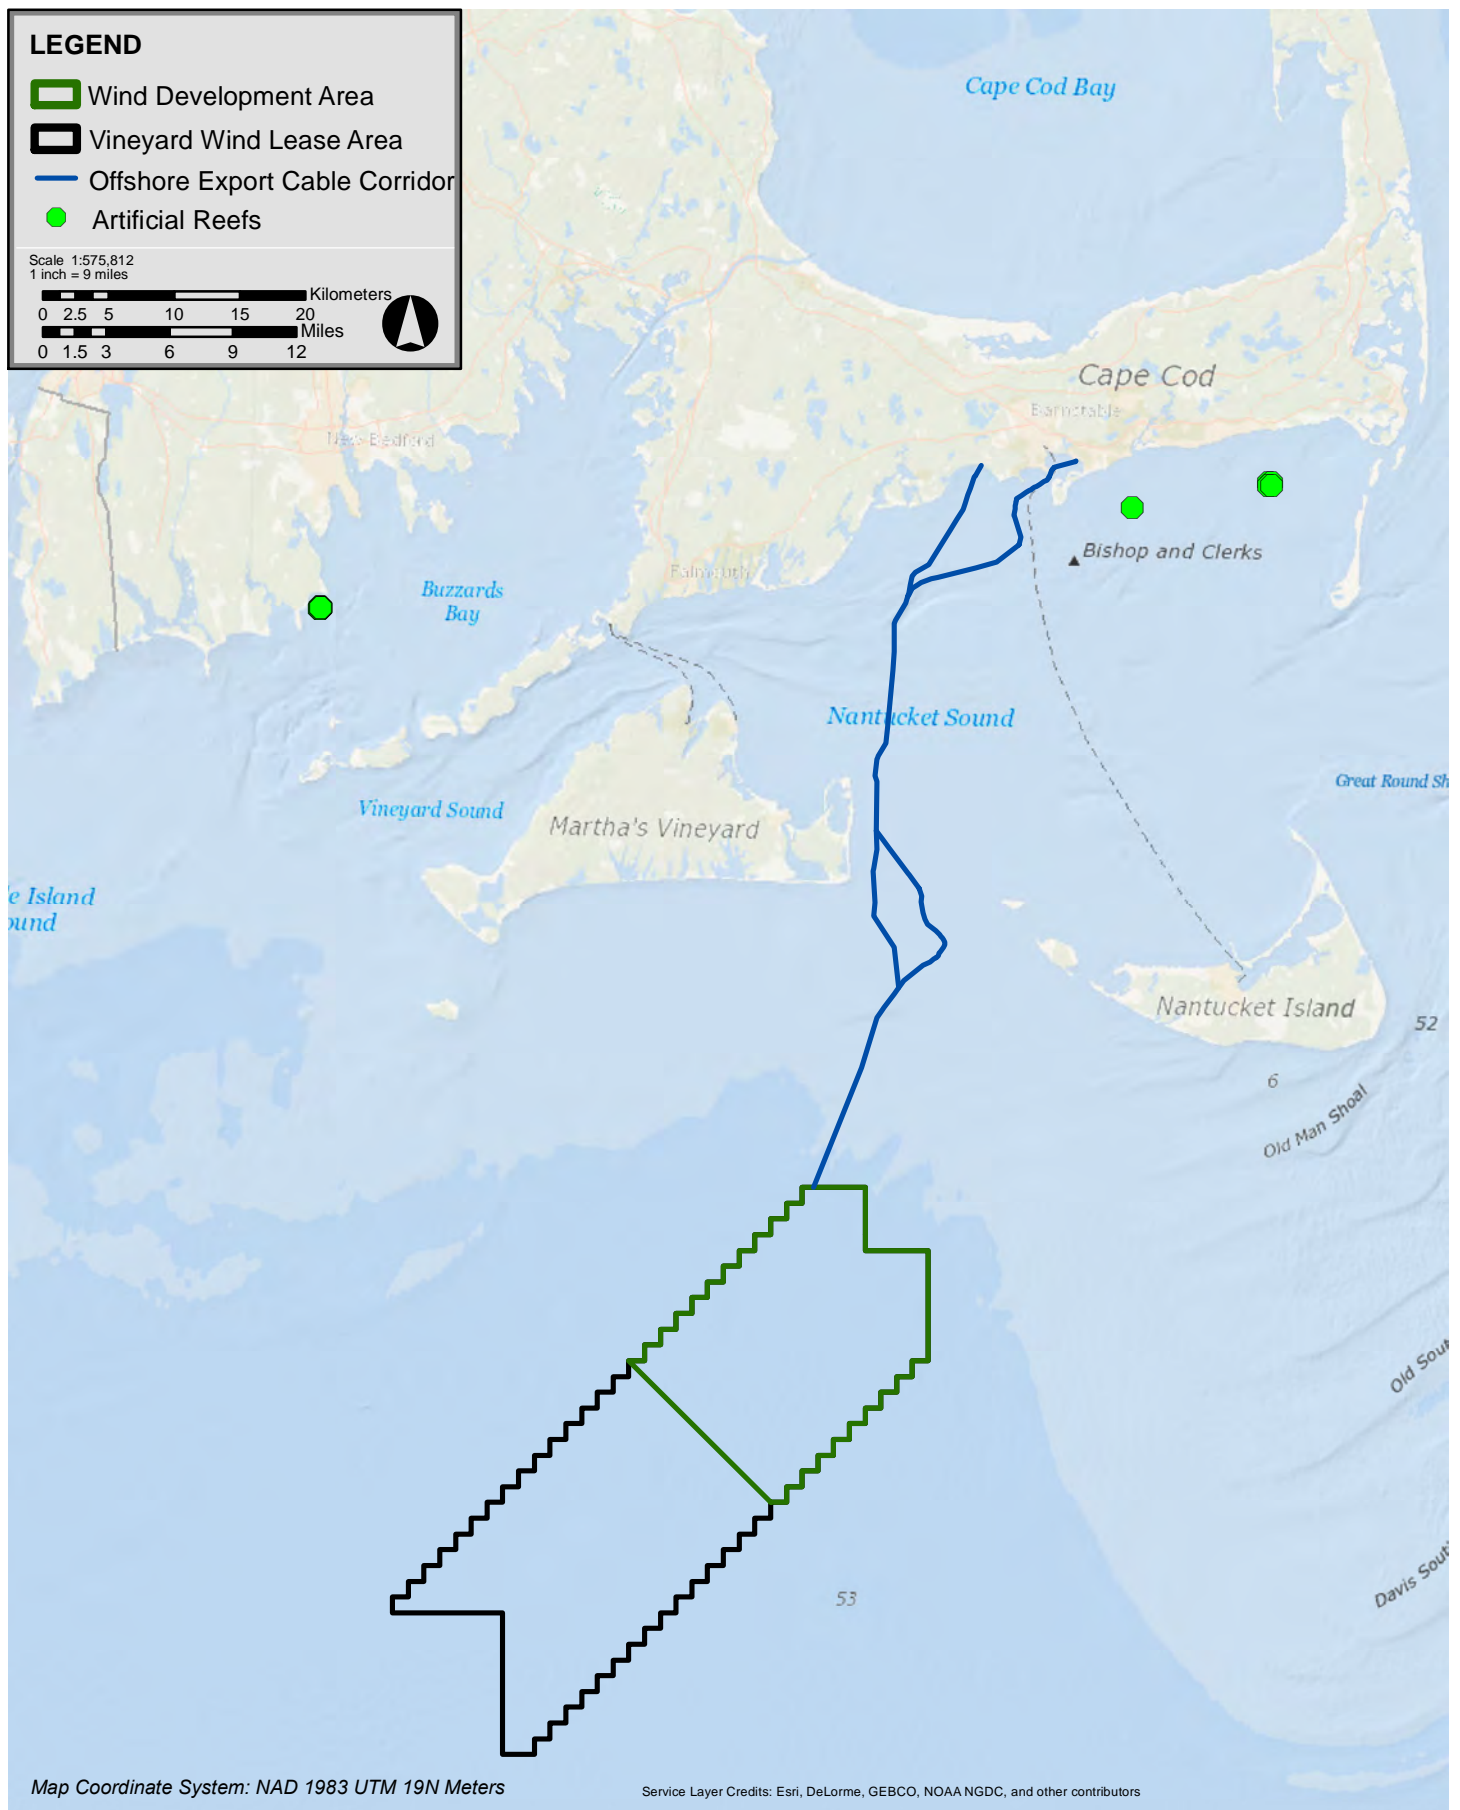 LEGEND
Wind Development Area
Vineyard Wind Lease Area
Offshore Export Cable Corridor
Artificial Reefs
Scale 1:575,812
1 inch = 9 miles
Kilometers
0 2.5 5 10 15 20
Miles
0 1.5 3 6 9 12
Cape Cod Bay
Cape Cod
Barnstable
New Bedford
Bishop and Clerks
Falmouth
Buzzards
Bay
Nantucket Sound
Great Round Sh
Vineyard Sound
Martha's Vineyard
e Island
ound
Nantucket Island
52
6
Old Man Shoal
Old Sout
Davis Sout
53
Map Coordinate System: NAD 1983 UTM 19N Meters
Service Layer Credits: Esri, DeLorme, GEBCO, NOAA NGDC, and other contributors